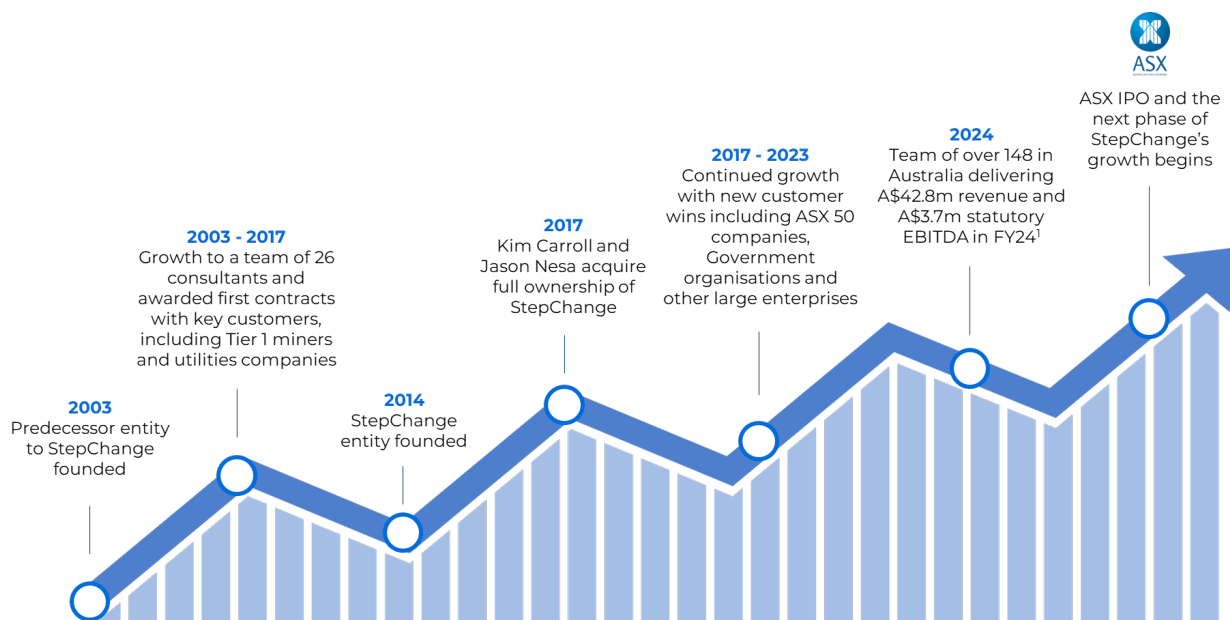 2003
Predecessor entity
to StepChange
founded
2003 - 2017
Growth to a team of 26
consultants and
awarded first contracts
with key customers,
including Tier 1 miners
and utilities companies
2014
StepChange
entity founded
2017
Kim Carroll and
Jason Nesa acquire
full ownership of
StepChange
2017 - 2023
Continued growth
with new customer
wins including ASX 50
companies,
Government
organisations and
other large enterprises
2024
Team of over 148 in
Australia delivering
A$42.8m revenue and
A$3.7m statutory
EBITDA in FY24¹
ASX
ASX IPO and the
next phase of
StepChange's
growth begins